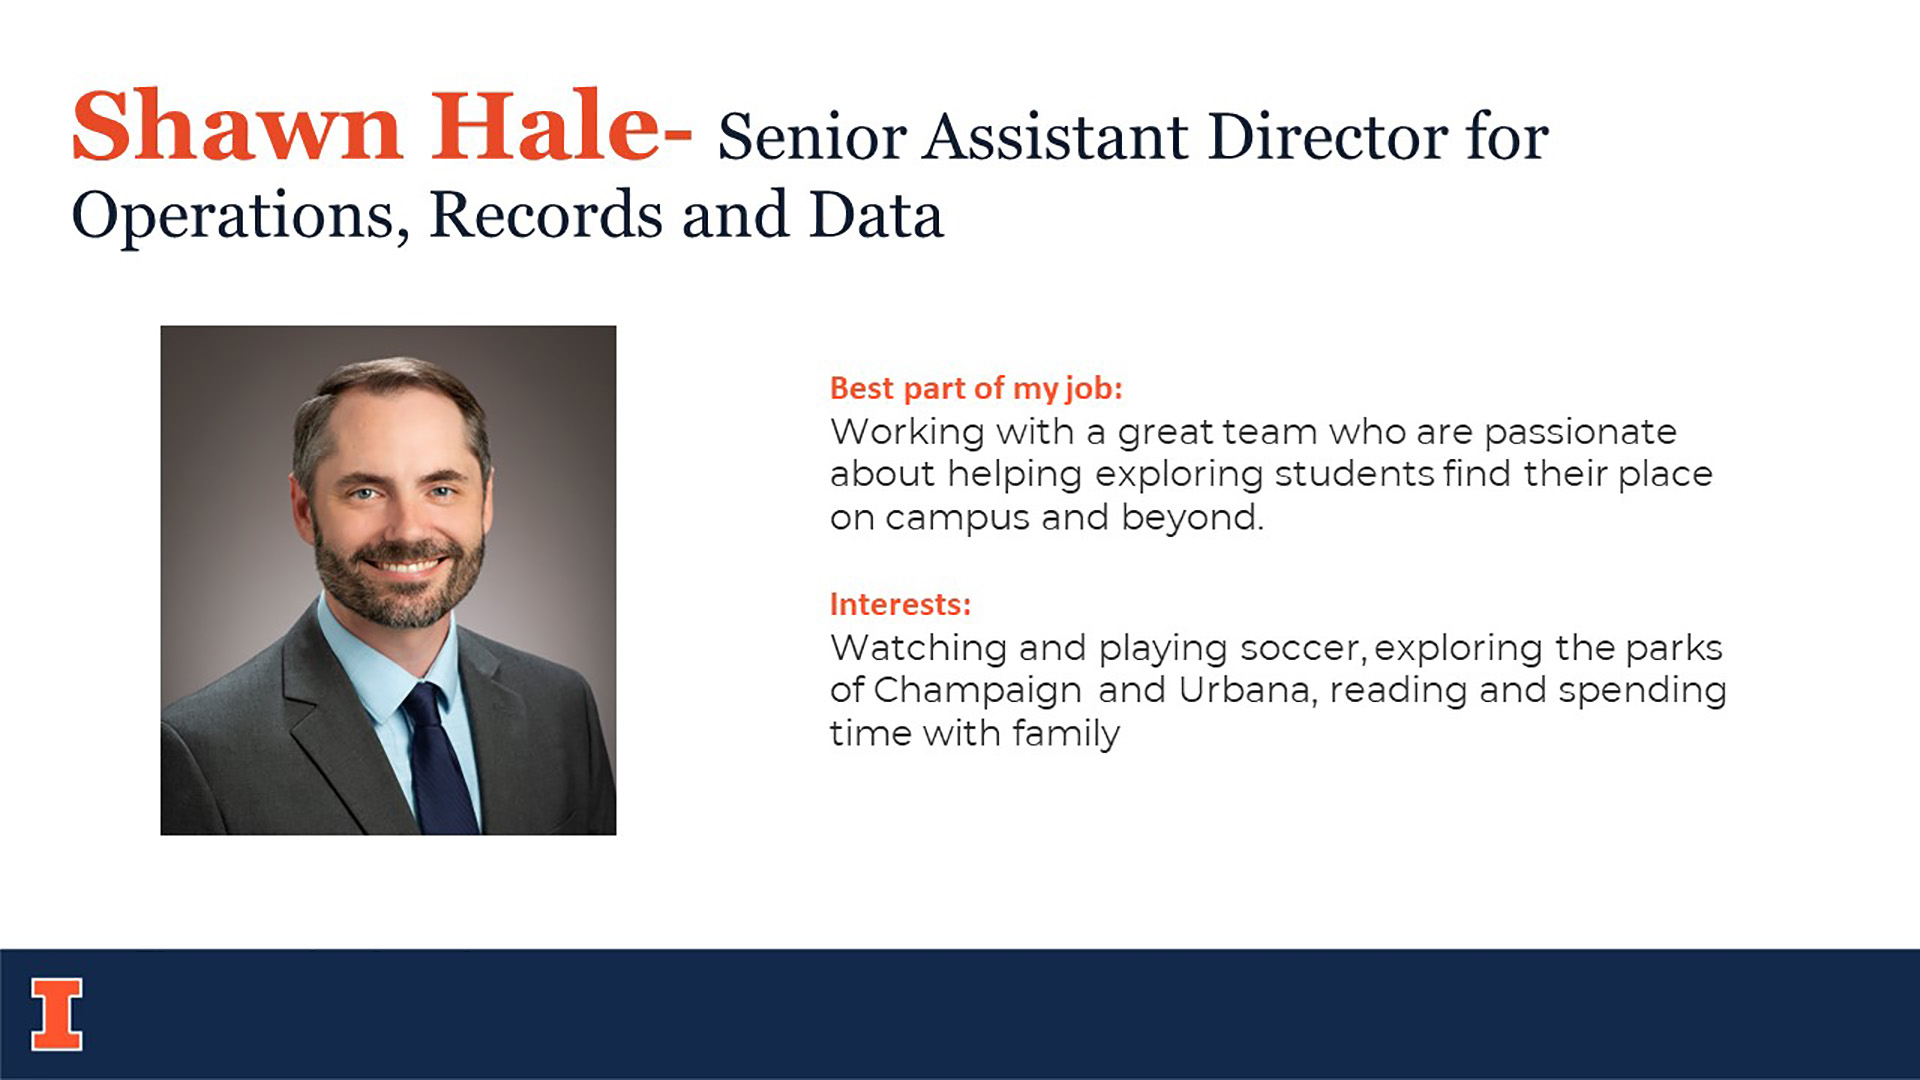 Shawn Hale- Senior Assistant Director for
Operations, Records and Data
Best part of my job:
Working with a great team who are passionate
about helping exploring students find their place
on campus and beyond.
Interests:
Watching and playing soccer, exploring the parks
of Champaign and Urbana, reading and spending
time with family
I